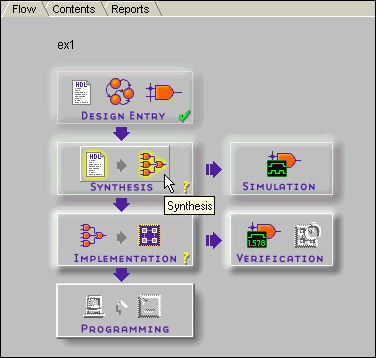 Flow Contents Reports
ex1
HDL
DESIGN ENTRY
HDL
SYNTHESIS ?
SIMULATION
Synthesis
IMPLEMENTATION ?
1.578
VERIFICATION
PROGRAMMING